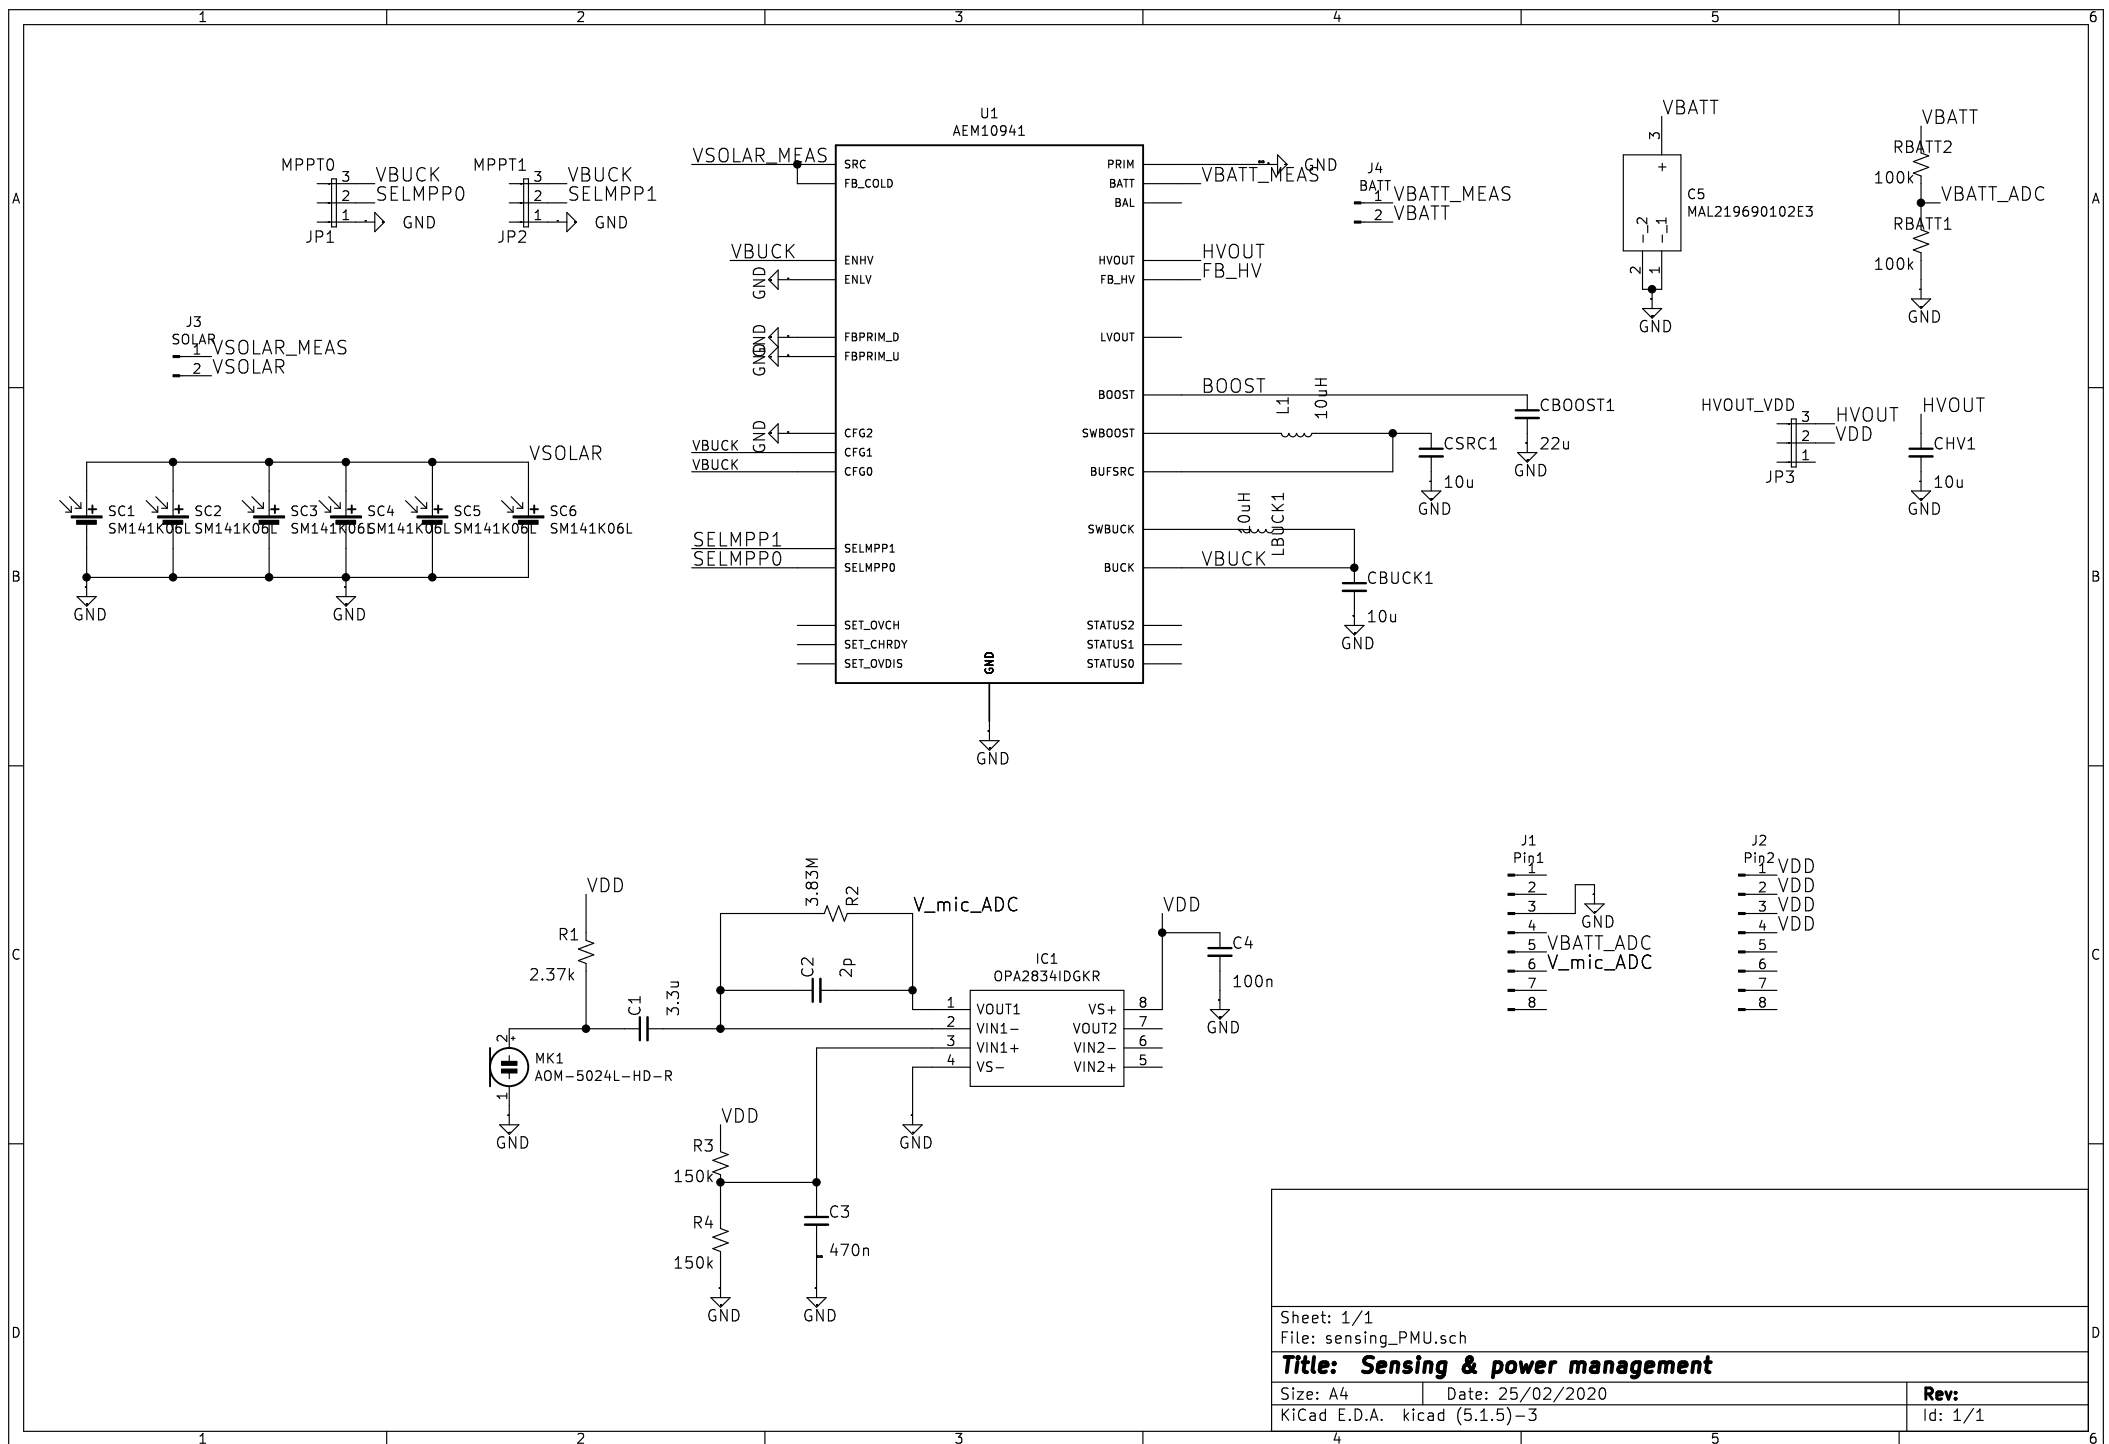 1 2 3 4 5 6
A
B
C
D
U1
AEM10941
VSOLAR_MEAS
SRC
FB_COLD
VBUCK
ENHV
GND
ENLV
GND
FBPRIM_D
GND
FBPRIM_U
GND
CFG2
VBUCK
CFG1
VBUCK
CFG0
SELMPP1
SELMPP1
SELMPP0
SELMPP0
SET_OVCH
SET_CHRDY
SET_OVDIS
GND
GND
PRIM
GND
BATT
VBATT_MEAS
BAL
HVOUT
HVOUT
FB_HV
FB_HV
LVOUT
BOOST
BOOST
SWBOOST
BUFSRC
SWBUCK
BUCK
VBUCK
STATUS2
STATUS1
STATUS0
L1
10uH
CBOOST1
22u
GND
CSRC1
10u
GND
10uH
LBUCK1
CBUCK1
10u
GND
MPPT0
3 VBUCK
2 SELMPP0
1 GND
JP1
MPPT1
3 VBUCK
2 SELMPP1
1 GND
JP2
J3
SOLAR
1 VSOLAR_MEAS
2 VSOLAR
VSOLAR
SC1
SM141K06L
SC2
SM141K06L
SC3
SM141K06L
SC4
SM141K06L
SC5
SM141K06L
SC6
SM141K06L
GND
GND
J4
BATT
1 VBATT_MEAS
2 VBATT
VBATT
3
+
C5
MAL219690102E3
-_2
-_1
2
1
GND
VBATT
RBATT2
100k
VBATT_ADC
RBATT1
100k
GND
HVOUT_VDD
3 HVOUT
2 VDD
1
JP3
HVOUT
CHV1
10u
GND
VDD
R1
2.37k
C1
3.3u
2
+
MK1
AOM-5024L-HD-R
1
GND
3.83M
R2
V_mic_ADC
C2
2p
IC1
OPA2834IDGKR
1 VOUT1
2 VIN1-
3 VIN1+
4 VS-
VS+ 8
VOUT2 7
VIN2- 6
VIN2+ 5
GND
VDD
C4
100n
GND
VDD
R3
150k
R4
150k
GND
C3
470n
GND
J1
Pin1
1
2
3
GND
4
5 VBATT_ADC
6 V_mic_ADC
7
8
J2
Pin2
1 VDD
2 VDD
3 VDD
4 VDD
5
6
7
8
Sheet: 1/1
File: sensing_PMU.sch
Title: Sensing & power management
Size: A4 Date: 25/02/2020 Rev:
KiCad E.D.A. kicad (5.1.5)-3 Id: 1/1
A
B
C
D
1 2 3 4 5 6